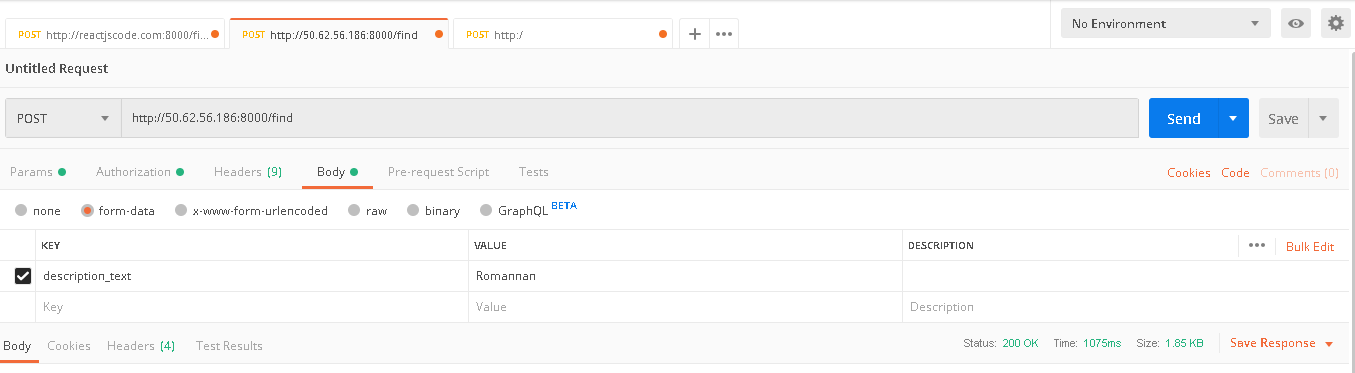 POST http://reactjscode.com:8000/fi... POST http://50.62.56.186:8000/find POST http:/ + ••• No Environment
Untitled Request
POST http://50.62.56.186:8000/find Send Save
Params Authorization Headers (9) Body Pre-request Script Tests Cookies Code Comments (0)
none form-data x-www-form-urlencoded raw binary GraphQL BETA
KEY VALUE DESCRIPTION ••• Bulk Edit
description_text Romannan
Key Value Description
Body Cookies Headers (4) Test Results Status: 200 OK Time: 1075ms Size: 1.85 KB Save Response